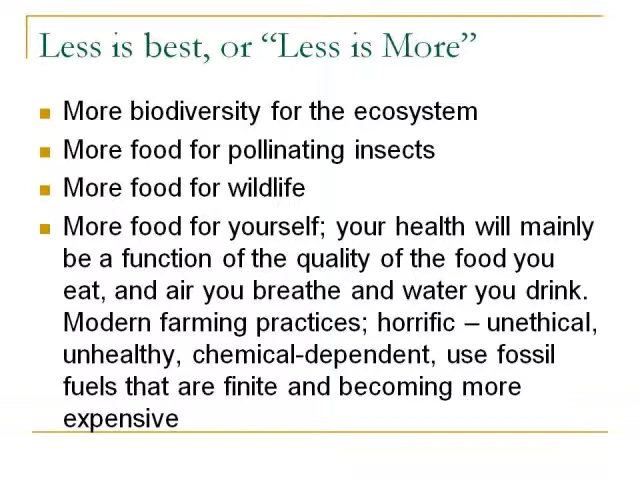 Less is best, or “Less is More”
More biodiversity for the ecosystem
More food for pollinating insects
More food for wildlife
More food for yourself; your health will mainly
be a function of the quality of the food you
eat, and air you breathe and water you drink.
Modern farming practices; horrific – unethical,
unhealthy, chemical-dependent, use fossil
fuels that are finite and becoming more
expensive